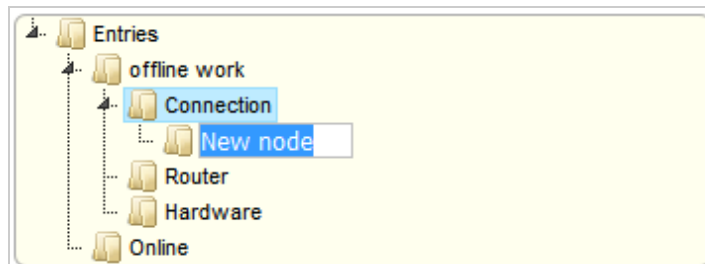 Entries
offline work
Connection
New node
Router
Hardware
Online